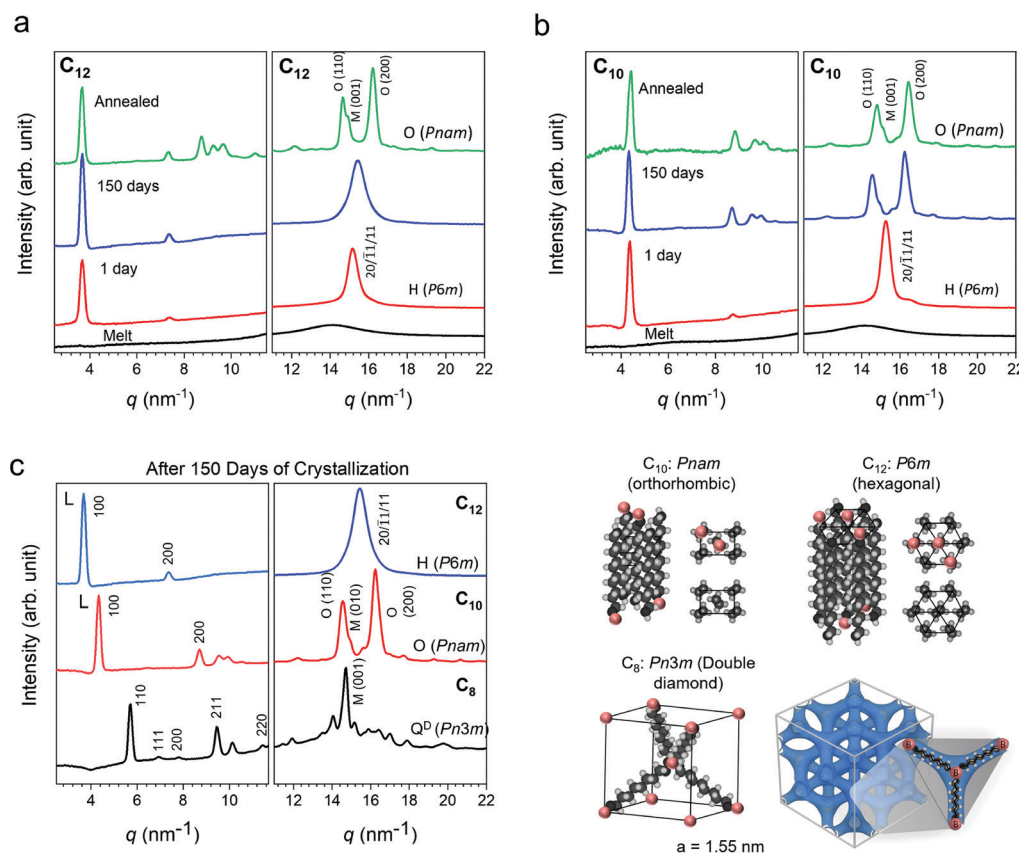 a
C12
Annealed
150 days
1 day
Melt
Intensity (arb. unit)
4
6
8
10
q (nm-1)
C12
O (110)
M (001)
O (200)
O (Pnam)
20/1̅1/11
H (P6m)
12
14
16
18
20
22
q (nm-1)
b
C10
Annealed
150 days
1 day
Melt
Intensity (arb. unit)
4
6
8
10
q (nm-1)
C10
O (110)
M (001)
O (200)
O (Pnam)
20/1̅1/11
H (P6m)
12
14
16
18
20
22
q (nm-1)
c
After 150 Days of Crystallization
L
100
200
L
100
200
110
111
200
211
220
Intensity (arb. unit)
4
6
8
10
q (nm-1)
C12
20/1̅1/11
H (P6m)
O (110)
M (010)
O (200)
C10
O (Pnam)
M (001)
C8
QD (Pn3m)
12
14
16
18
20
22
q (nm-1)
C10: Pnam
(orthorhombic)
C12: P6m
(hexagonal)
C8: Pn3m (Double
diamond)
a = 1.55 nm
B
B
B
B